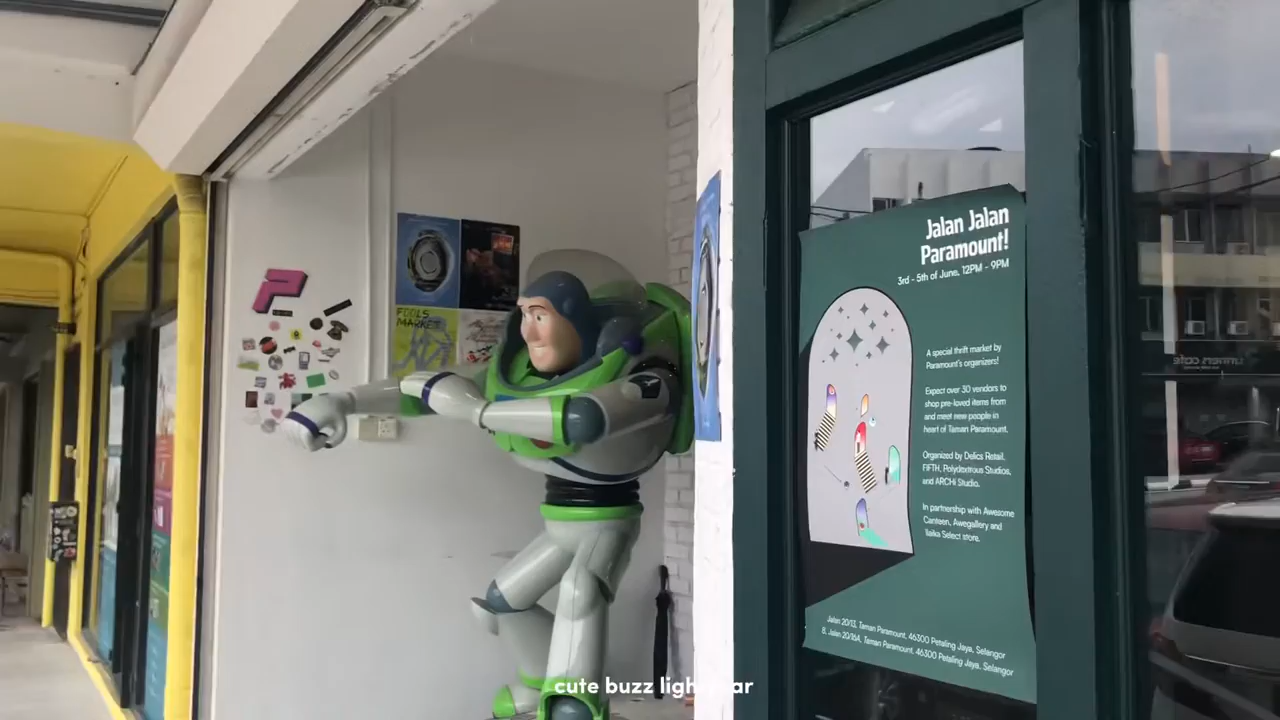 P
FOOLS
MARKET
Jalan Jalan
Paramount!
3rd - 5th of June. 12PM - 9PM
A special thrift market by
Paramount's organizers!
Expect over 30 vendors to
shop pre-loved items from
and meet new people in
heart of Taman Paramount.
Organized by Delics Retail.
FIFTH, Polydextrous Studios,
and ARCHi Studio.
In partnership with Awesome
Canteen, Awegallery and
Ilaika Select store.
Jalan 20/13, Taman Paramount, 46300 Petaling Jaya, Selangor
8, Jalan 20/16A, Taman Paramount, 46300 Petaling Jaya, Selangor
cute buzz lightyear